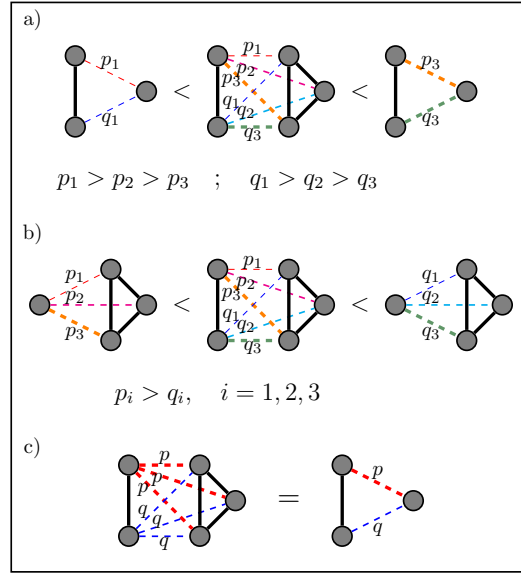 a)
p₁ p₁ p₃
p₃ p₂
< <
q₁ q₁ q₂ q₃
q₃
p₁ > p₂ > p₃ ; q₁ > q₂ > q₃
b)
p₁ p₁ q₁
p₂ p₃ p₂ q₂
< <
p₃ q₁ q₂ q₃
q₃
pᵢ > qᵢ, i = 1, 2, 3
c)
p p
p p
=
q q q
q